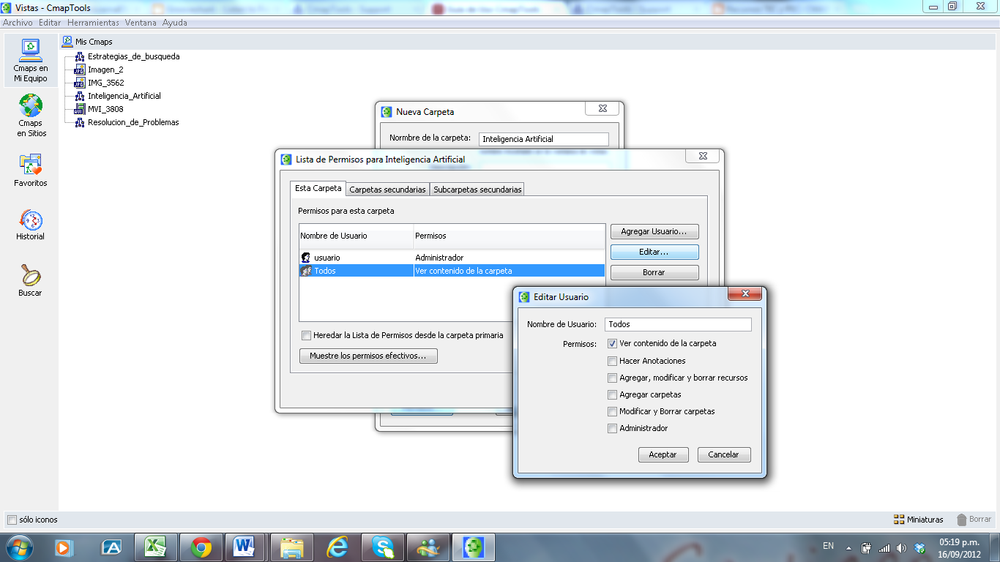 Vistas - CmapTools
Archivo Editar Herramientas Ventana Ayuda
Cmaps en
Mi Equipo
Cmaps
en Sitios
Favoritos
Historial
Buscar
Mis Cmaps
Estrategias_de_busqueda
JPG Imagen_2
JPG IMG_3562
Inteligencia_Artificial
MVI_3808
Resolucion_de_Problemas
Nueva Carpeta
Nombre de la carpeta: Inteligencia Artificial
Lista de Permisos para Inteligencia Artificial
Esta Carpeta Carpetas secundarias Subcarpetas secundarias
Permisos para esta carpeta
Nombre de Usuario Permisos
usuario Administrador
Todos Ver contenido de la carpeta
Agregar Usuario...
Editar...
Borrar
Heredar la Lista de Permisos desde la carpeta primaria
Muestre los permisos efectivos...
Editar Usuario
Nombre de Usuario: Todos
Permisos: Ver contenido de la carpeta
Hacer Anotaciones
Agregar, modificar y borrar recursos
Agregar carpetas
Modificar y Borrar carpetas
Administrador
Aceptar Cancelar
sólo iconos
Miniaturas Borrar
EN
05:19 p.m.
16/09/2012